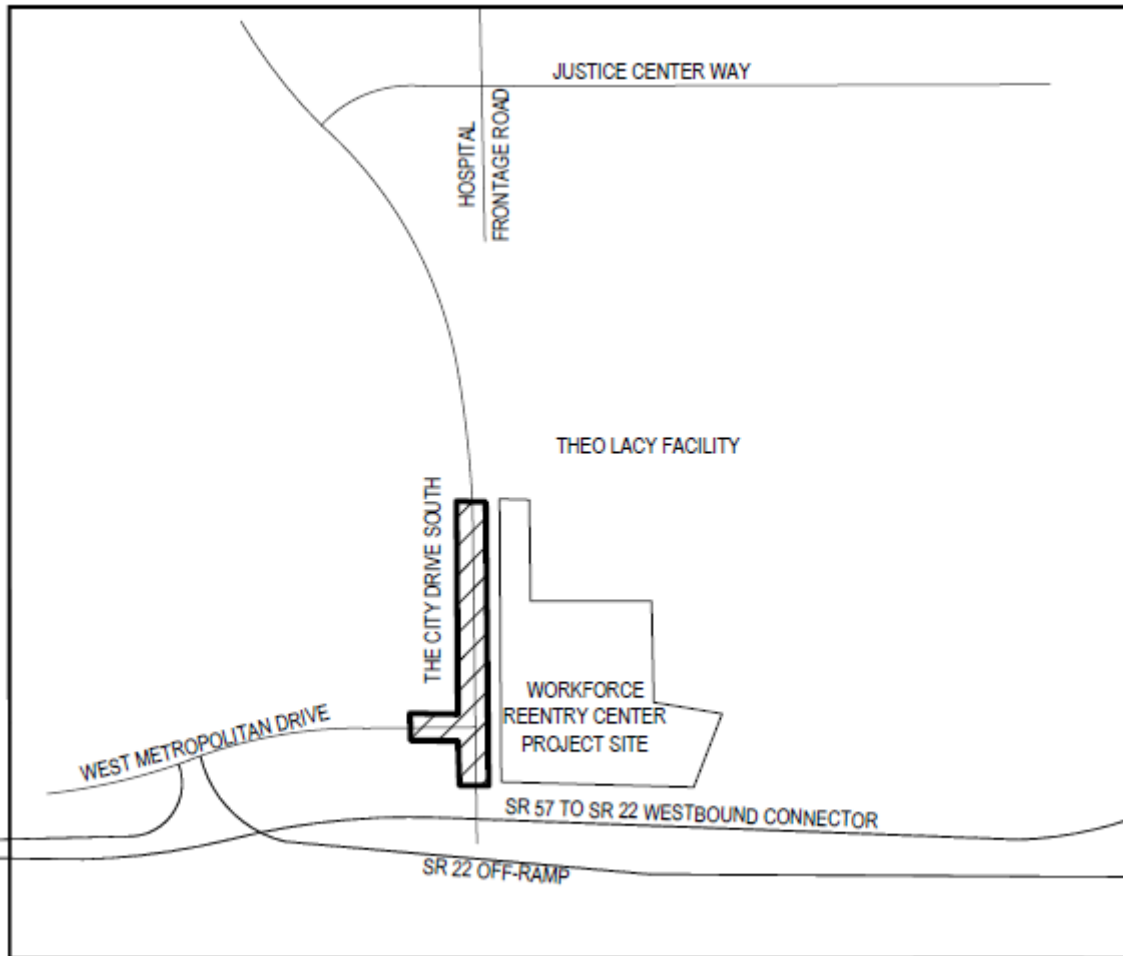 JUSTICE CENTER WAY
HOSPITAL
FRONTAGE ROAD
THEO LACY FACILITY
THE CITY DRIVE SOUTH
WORKFORCE
REENTRY CENTER
PROJECT SITE
WEST METROPOLITAN DRIVE
SR 57 TO SR 22 WESTBOUND CONNECTOR
SR 22 OFF-RAMP